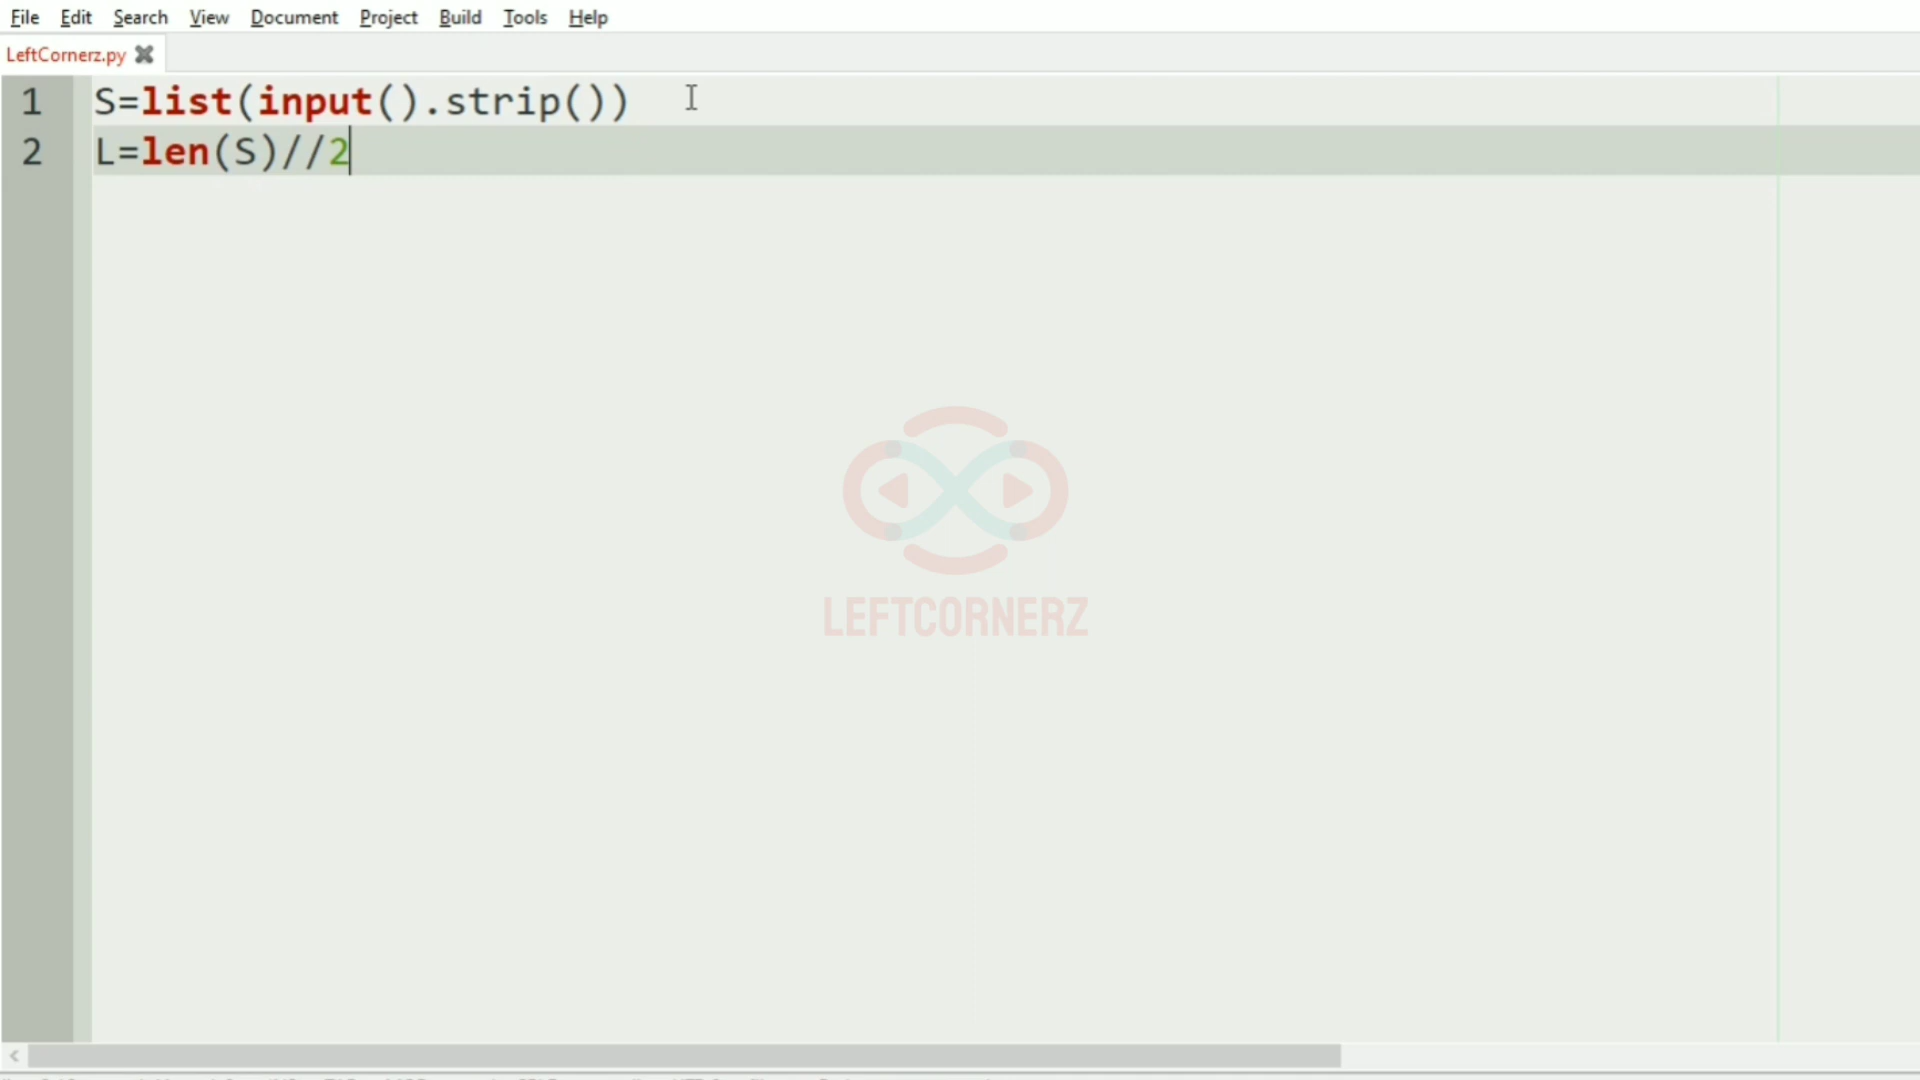 File Edit Search View Document Project Build Tools Help
LeftCornerz.py
1 S=list(input().strip())
2 L=len(S)//2
LEFTCORNERZ